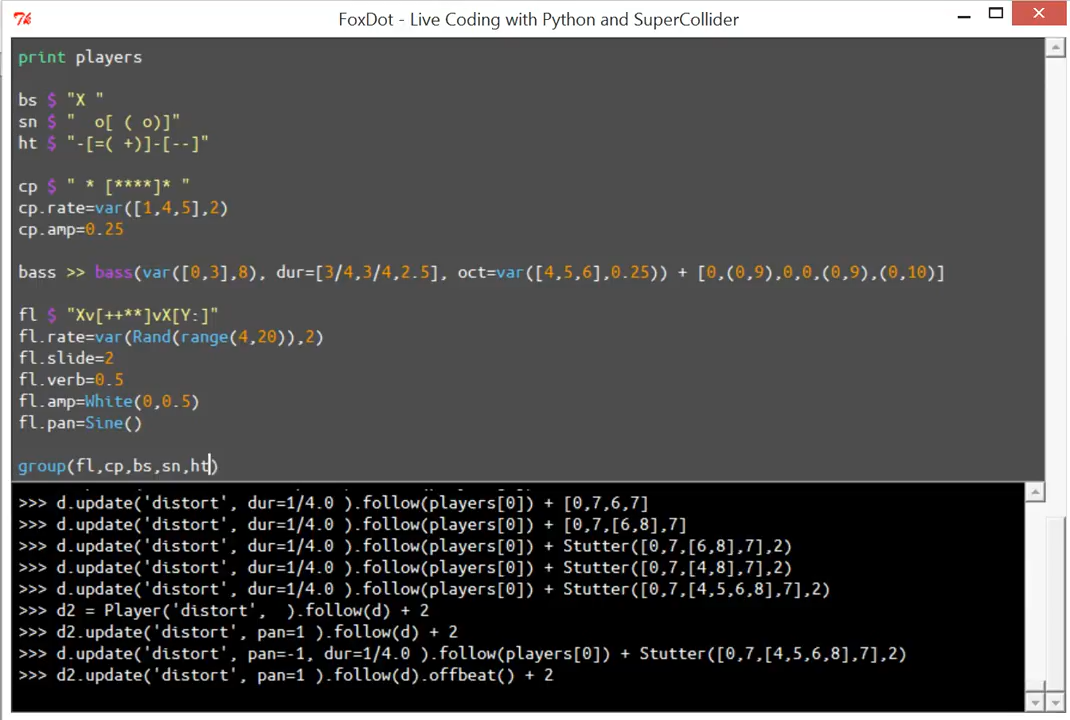 FoxDot - Live Coding with Python and SuperCollider
print players
bs $ "X "
sn $ "  o[ ( o)]"
ht $ "-[=( +)]-[--]"
cp $ " * [****]* "
cp.rate=var([1,4,5],2)
cp.amp=0.25
bass >> bass(var([0,3],8), dur=[3/4,3/4,2.5], oct=var([4,5,6],0.25)) + [0,(0,9),0,0,(0,9),(0,10)]
fl $ "Xv[++**]vX[Y:]"
fl.rate=var(Rand(range(4,20)),2)
fl.slide=2
fl.verb=0.5
fl.amp=White(0,0.5)
fl.pan=Sine()
group(fl,cp,bs,sn,ht)
>>> d.update('distort', dur=1/4.0 ).follow(players[0]) + [0,7,6,7]
>>> d.update('distort', dur=1/4.0 ).follow(players[0]) + [0,7,[6,8],7]
>>> d.update('distort', dur=1/4.0 ).follow(players[0]) + Stutter([0,7,[6,8],7],2)
>>> d.update('distort', dur=1/4.0 ).follow(players[0]) + Stutter([0,7,[4,8],7],2)
>>> d.update('distort', dur=1/4.0 ).follow(players[0]) + Stutter([0,7,[4,5,6,8],7],2)
>>> d2 = Player('distort',  ).follow(d) + 2
>>> d2.update('distort', pan=1 ).follow(d) + 2
>>> d.update('distort', pan=-1, dur=1/4.0 ).follow(players[0]) + Stutter([0,7,[4,5,6,8],7],2)
>>> d2.update('distort', pan=1 ).follow(d).offbeat() + 2